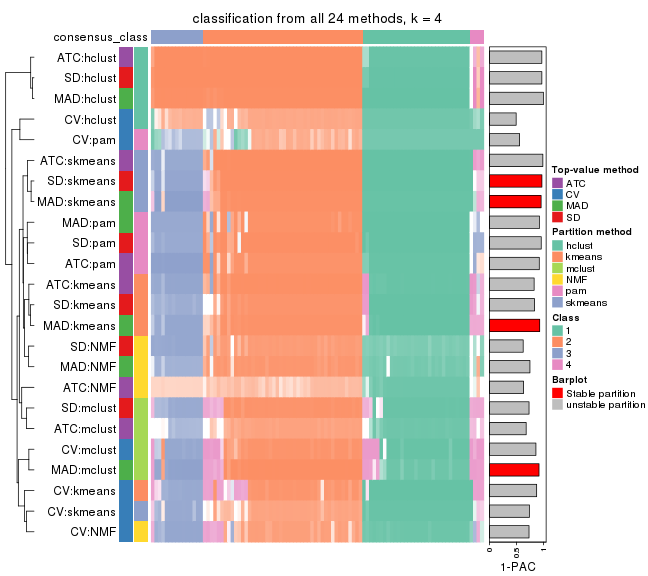 classification from all 24 methods, k = 4
consensus_class
ATC:hclust
SD:hclust
MAD:hclust
CV:hclust
CV:pam
ATC:skmeans
SD:skmeans
MAD:skmeans
MAD:pam
SD:pam
ATC:pam
ATC:kmeans
SD:kmeans
MAD:kmeans
SD:NMF
MAD:NMF
ATC:NMF
SD:mclust
ATC:mclust
CV:mclust
MAD:mclust
CV:kmeans
CV:skmeans
CV:NMF
0
0.5
1
1-PAC
Top-value method
ATC
CV
MAD
SD
Partition method
hclust
kmeans
mclust
NMF
pam
skmeans
Class
1
2
3
4
Barplot
Stable partition
unstable partition